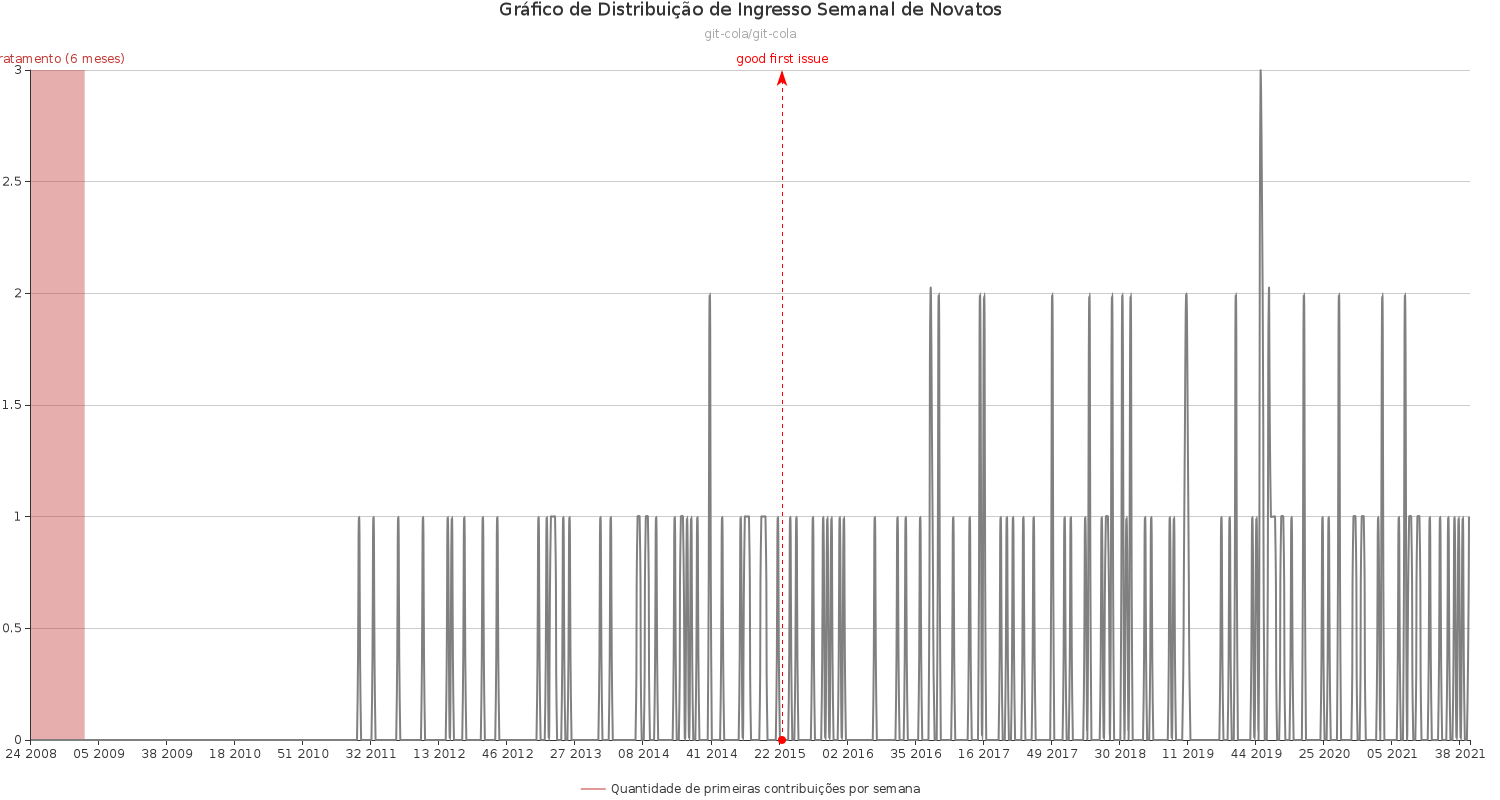 Gráfico de Distribuição de Ingresso Semanal de Novatos
git-cola/git-cola
ratamento (6 meses)
good first issue
3
2.5
2
1.5
1
0.5
0
24 2008 05 2009 38 2009 18 2010 51 2010 32 2011 13 2012 46 2012 27 2013 08 2014 41 2014 22 2015 02 2016 35 2016 16 2017 49 2017 30 2018 11 2019 44 2019 25 2020 05 2021 38 2021
Quantidade de primeiras contribuições por semana